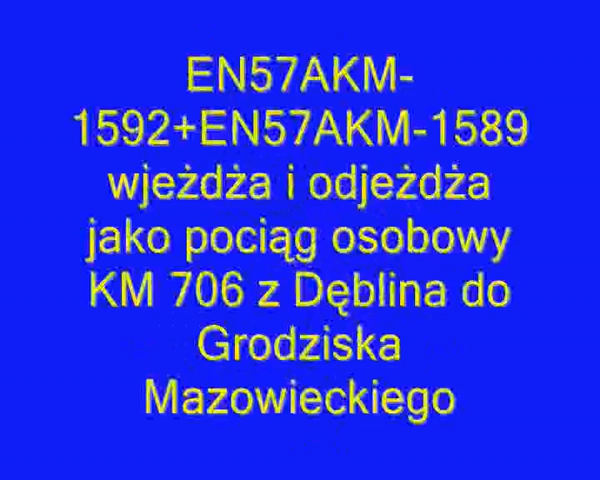 EN57AKM-
1592+EN57AKM-1589
wjeżdża i odjeżdża
jako pociąg osobowy
KM 706 z Dęblina do
Grodziska
Mazowieckiego